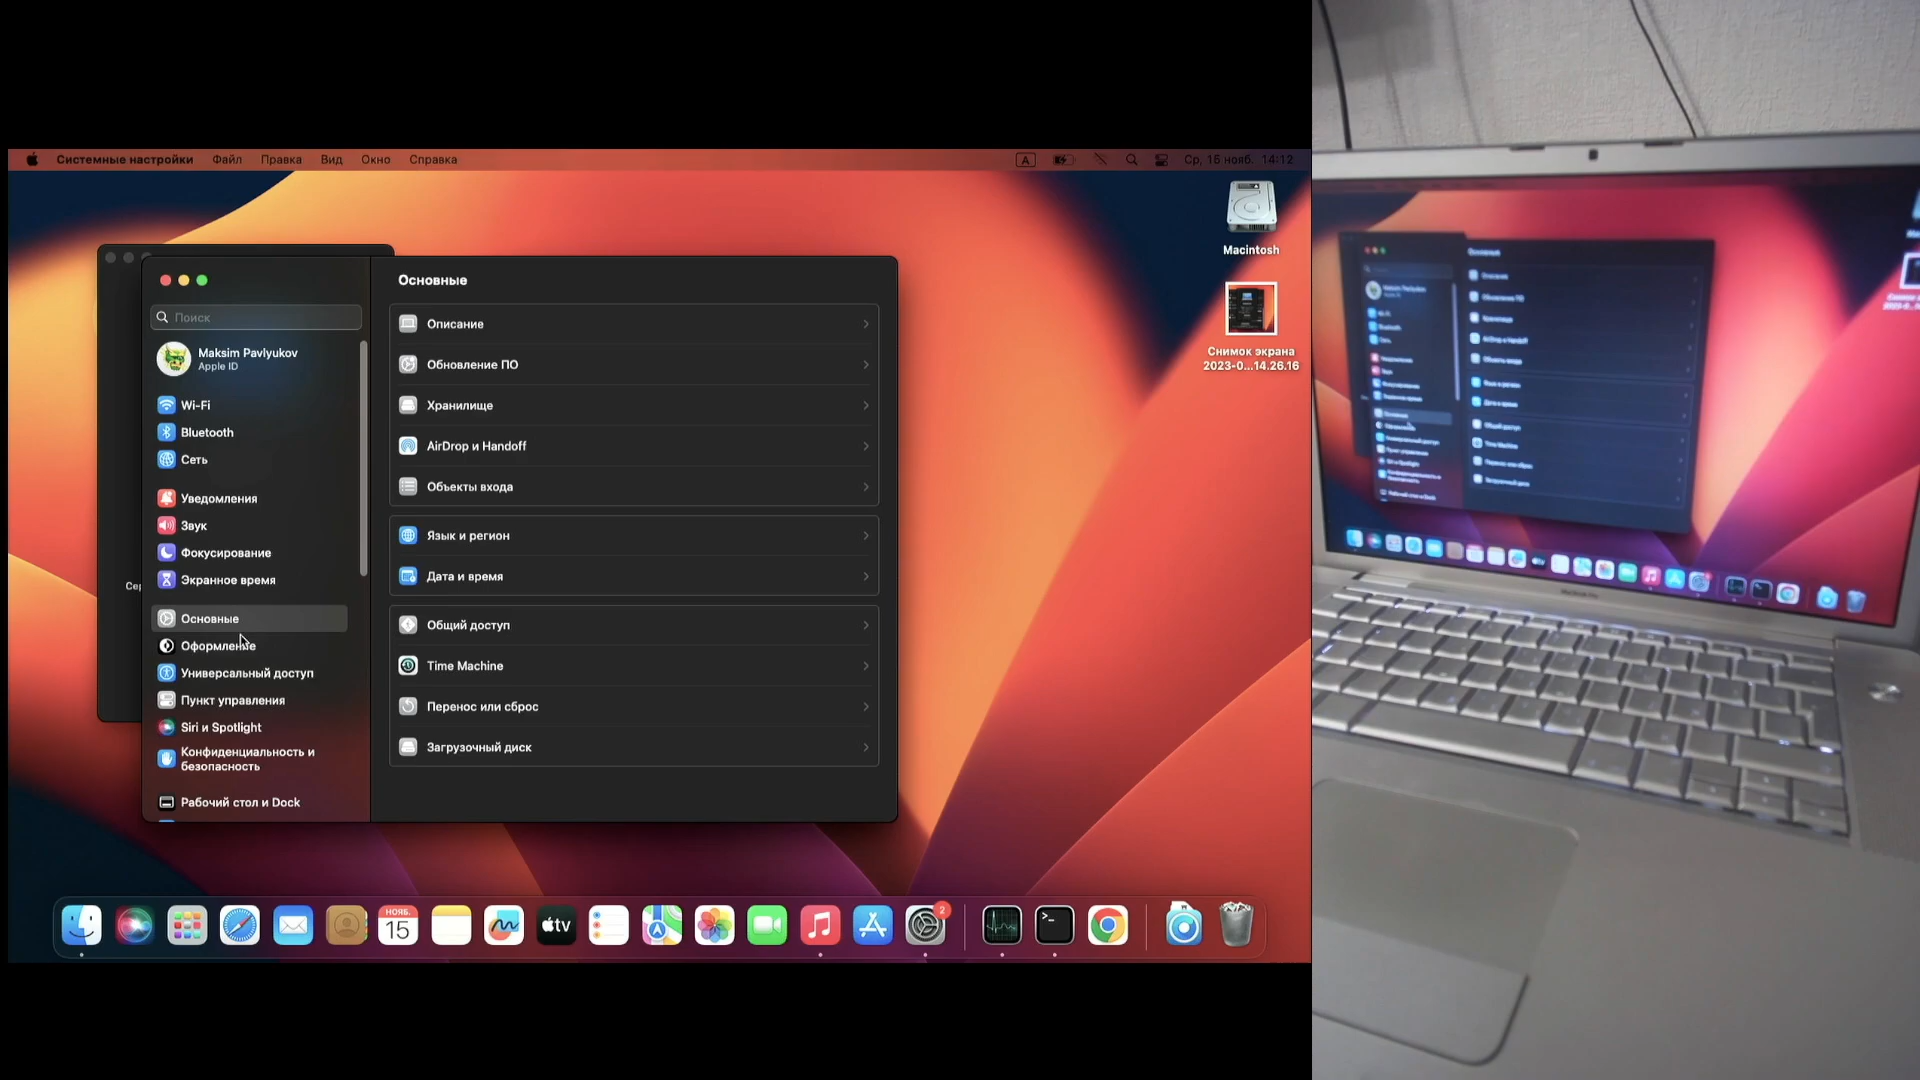 Системные настройки Файл Правка Вид Окно Справка
A
Ср, 15 нояб. 14:12
Macintosh
Снимок экрана
2023-0...14.26.16
Поиск
Maksim Pavlyukov
Apple ID
Wi-Fi
Bluetooth
Сеть
Уведомления
Звук
Фокусирование
Экранное время
Основные
Оформление
Универсальный доступ
Пункт управления
Siri и Spotlight
Конфиденциальность и
безопасность
Рабочий стол и Dock
Основные
Описание
Обновление ПО
Хранилище
AirDrop и Handoff
Объекты входа
Язык и регион
Дата и время
Общий доступ
Time Machine
Перенос или сброс
Загрузочный диск
НОЯБ.
15
tv
2